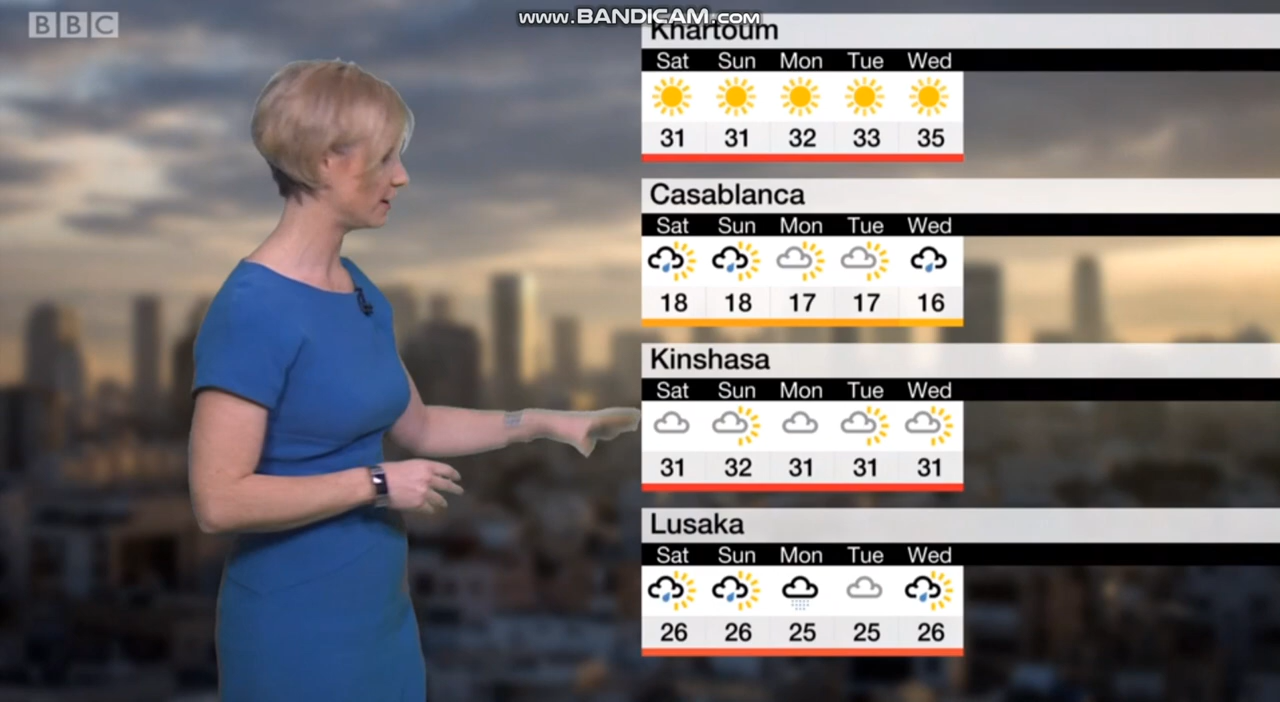 BBC
www.BANDICAM.com
Khartoum
Sat Sun Mon Tue Wed
31 31 32 33 35
Casablanca
Sat Sun Mon Tue Wed
18 18 17 17 16
Kinshasa
Sat Sun Mon Tue Wed
31 32 31 31 31
Lusaka
Sat Sun Mon Tue Wed
26 26 25 25 26